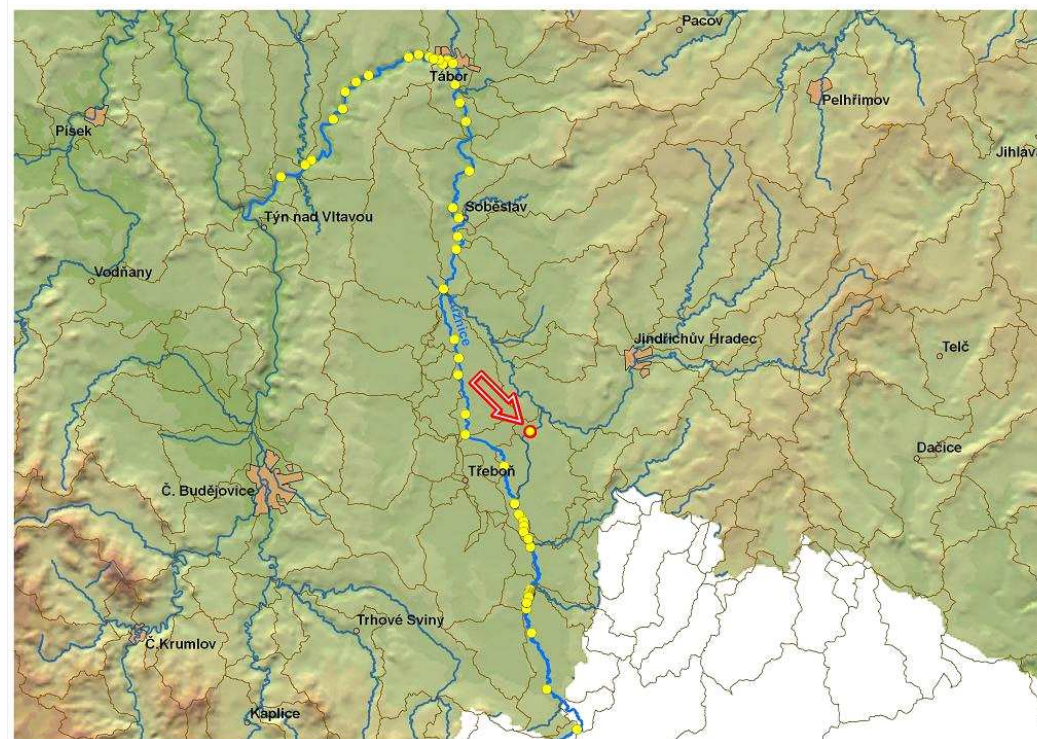 Pacov
Tábor
Pelhřimov
Písek
Jihlava
Soběslav
Týn nad Vltavou
Vodňany
Lužnice
Jindřichův Hradec
Telč
Dačice
Třeboň
Č. Budějovice
Trhové Sviny
Č.Krumlov
Kaplice